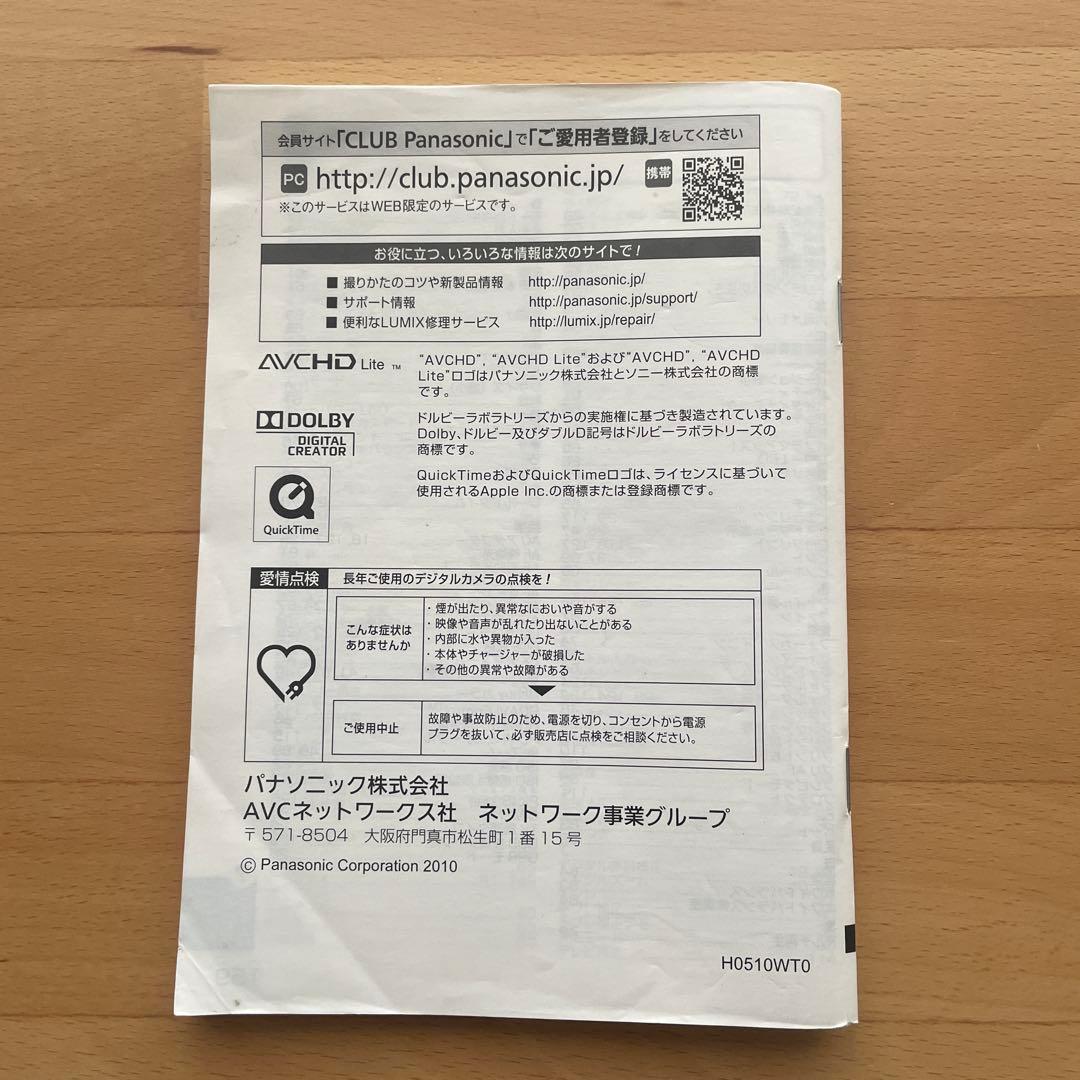 会員サイト「CLUB Panasonic」で「ご愛用者登録」をしてください
PC http://club.panasonic.jp/ 携帯
※このサービスはWEB限定のサービスです。
お役に立つ、いろいろな情報は次のサイトで！
■ 撮りかたのコツや新製品情報 http://panasonic.jp/
■ サポート情報 http://panasonic.jp/support/
■ 便利なLUMIX修理サービス http://lumix.jp/repair/
AVCHD Lite ™
“AVCHD”、“AVCHD Lite”および“AVCHD”、“AVCHD
Lite”ロゴはパナソニック株式会社とソニー株式会社の商標
です。
DOLBY
DIGITAL
CREATOR
ドルビーラボラトリーズからの実施権に基づき製造されています。
Dolby、ドルビー及びダブルD記号はドルビーラボラトリーズの
商標です。
QuickTime
QuickTimeおよびQuickTimeロゴは、ライセンスに基づいて
使用されるApple Inc.の商標または登録商標です。
愛情点検 長年ご使用のデジタルカメラの点検を！
こんな症状は
ありませんか
・煙が出たり、異常なにおいや音がする
・映像や音声が乱れたり出ないことがある
・内部に水や異物が入った
・本体やチャージャーが破損した
・その他の異常や故障がある
ご使用中止
故障や事故防止のため、電源を切り、コンセントから電源
プラグを抜いて、必ず販売店に点検をご相談ください。
パナソニック株式会社
AVCネットワークス社 ネットワーク事業グループ
〒571-8504 大阪府門真市松生町1番15号
© Panasonic Corporation 2010
H0510WT0